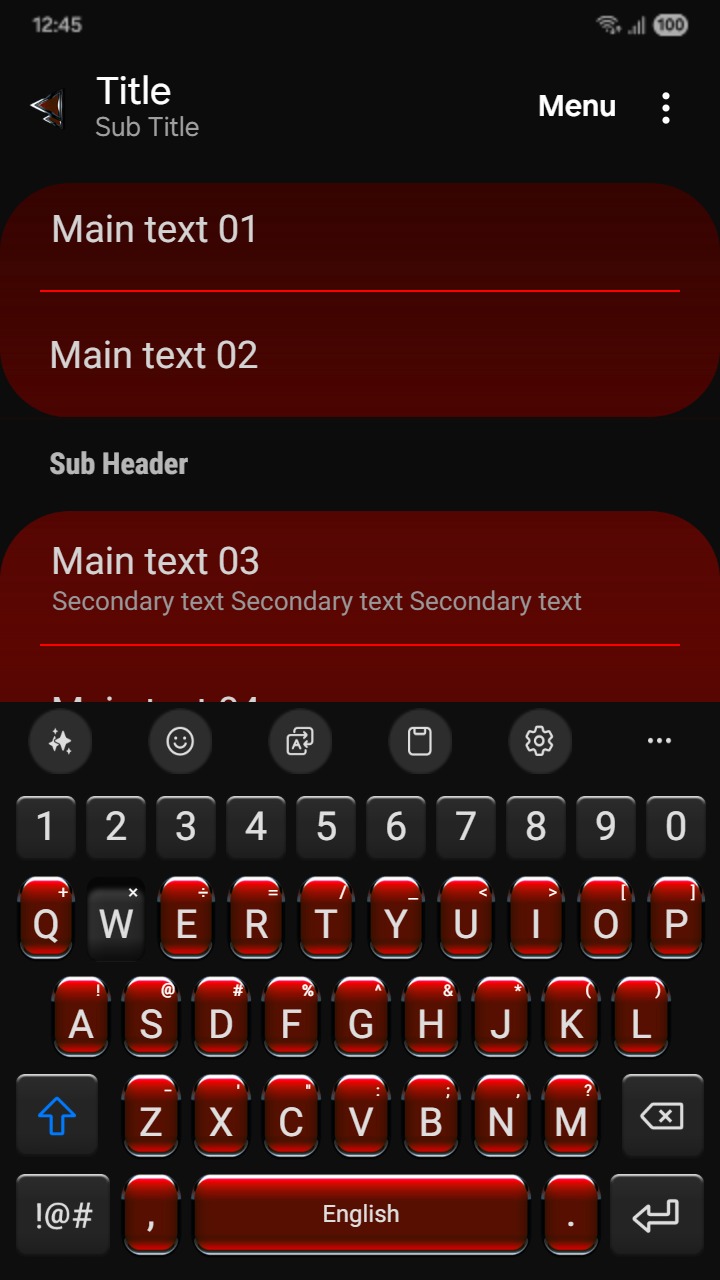 12:45 100
Title
Sub Title
Menu
Main text 01
Main text 02
Sub Header
Main text 03
Secondary text Secondary text Secondary text
1 2 3 4 5 6 7 8 9 0
+ × ÷ = / _ < > [ ]
Q W E R T Y U I O P
! @ # % ^ & * ( )
A S D F G H J K L
- ' " : ; , ?
Z X C V B N M
!@# , English .